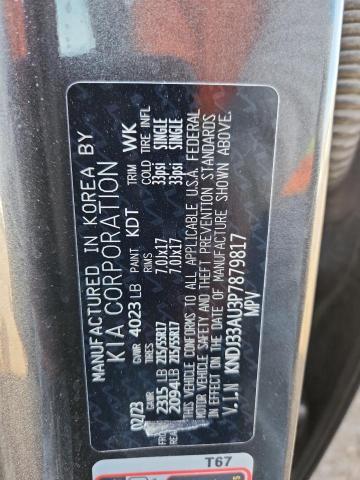 MANUFACTURED IN KOREA BY
KIA CORPORATION
02/23 GVWR 4023 LB PAINT KDT TRIM WK
GAWR TIRES RIMS COLD TIRE INFL
2315 LB 215/55R17 7.0Jx17 33psi SINGLE
REA 2094 LB 215/55R17 7.0Jx17 33psi SINGLE
THIS VEHICLE CONFORMS TO ALL APPLICABLE U.S.A. FEDERAL
MOTOR VEHICLE SAFETY AND THEFT PREVENTION STANDARDS
IN EFFECT ON THE DATE OF MANUFACTURE SHOWN ABOVE.
V.I.N KNDJ33AU3P7879817
MPV
T67